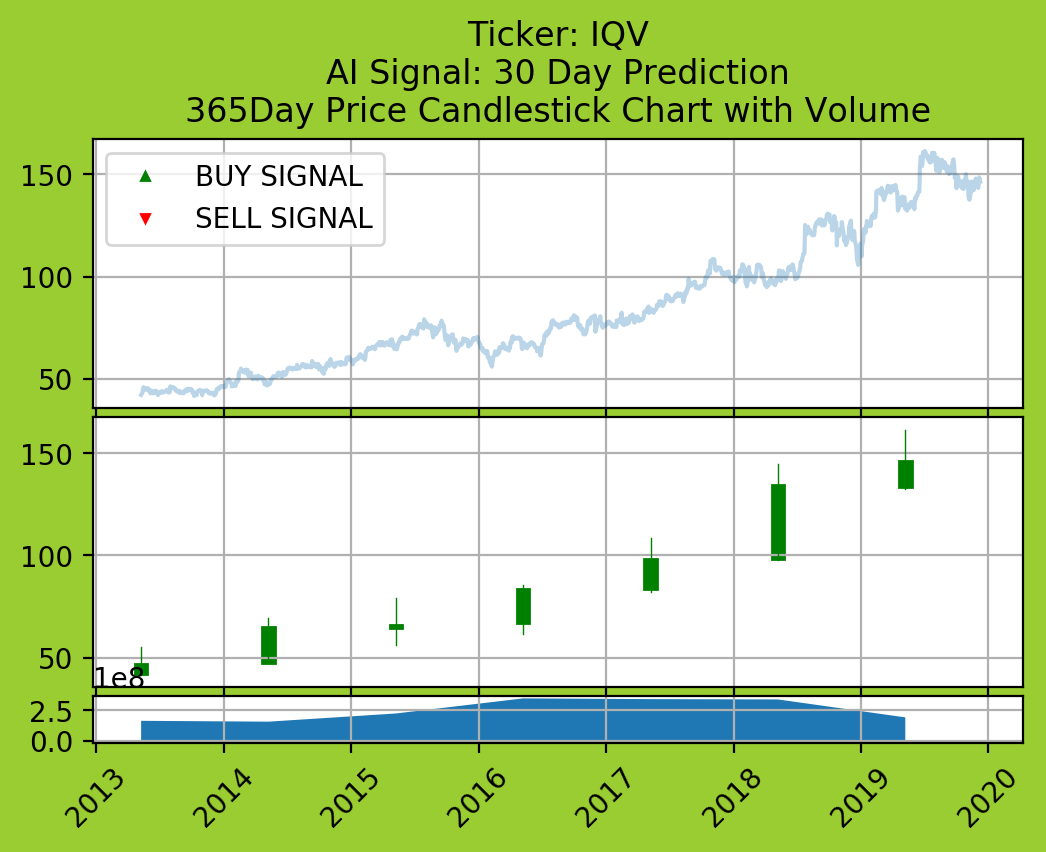 Ticker: IQV
AI Signal: 30 Day Prediction
365Day Price Candlestick Chart with Volume
BUY SIGNAL
SELL SIGNAL
150
100
50
150
100
50
1e8
2.5
0.0
2013 2014 2015 2016 2017 2018 2019 2020